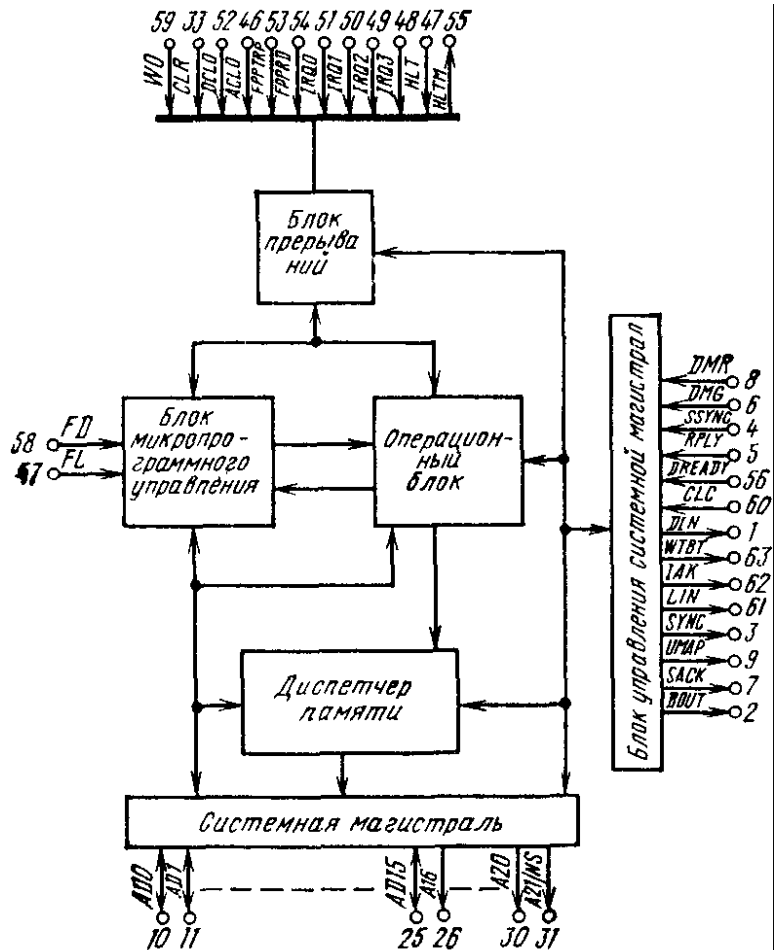 59 33 52 46 53 54 51 50 49 48 47 55
WO
CLR
DCLO
ACLO
FPPTRP
FPPRD
IRQ0
IRQ1
IRQ2
IRQ3
HLT
HLTM
Блок
прерыва
ний
58 FD
57 FL
Блок
микропро-
граммного
управления
Операцион-
ный
блок
Диспетчер
памяти
Системная магистраль
Блок управления системной магистрал
DMR 8
DMG 6
SSYNC 4
RPLY 5
DREADY 56
CLC 60
DLN 1
WTBT 63
IAK 62
LIN 61
SYNC 3
UMAP 9
SACK 7
BOUT 2
AD0
AD1
AD15
A16
A20
A21/NS
10 11 25 26 30 31